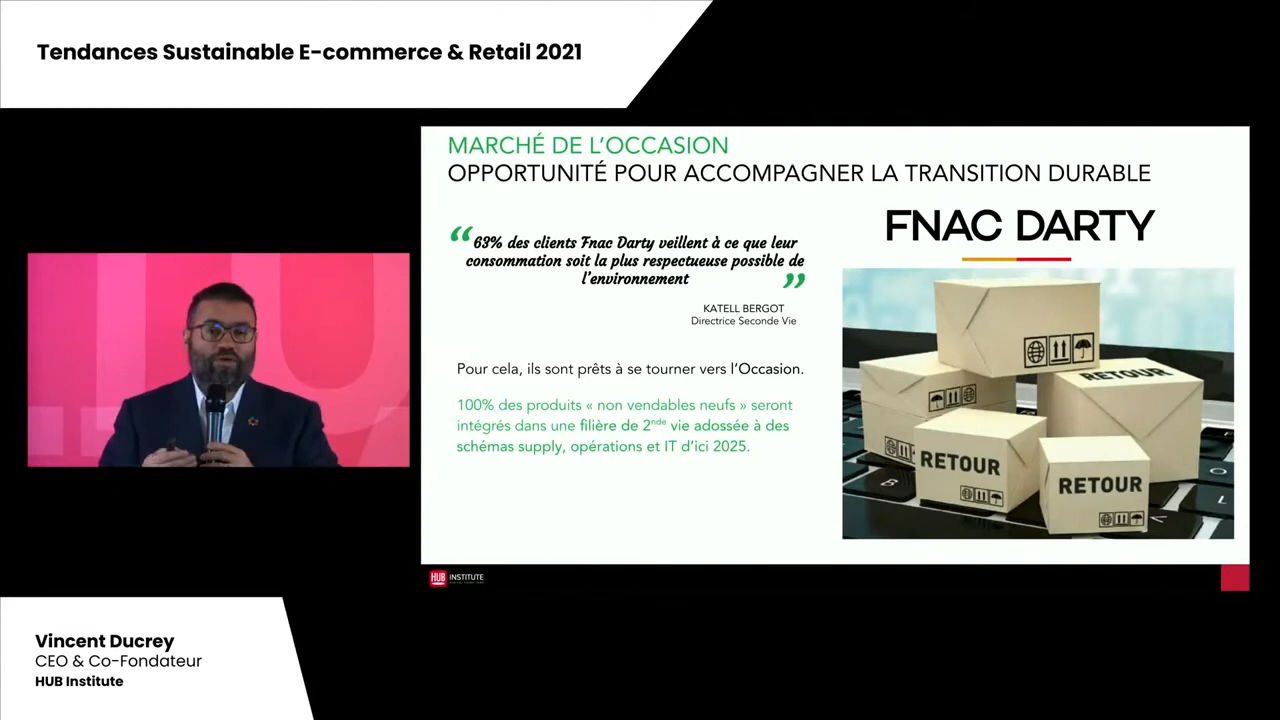 Tendances Sustainable E-commerce & Retail 2021
MARCHÉ DE L'OCCASION
OPPORTUNITÉ POUR ACCOMPAGNER LA TRANSITION DURABLE
FNAC DARTY
“ 63% des clients Fnac Darty veillent à ce que leur
consommation soit la plus respectueuse possible de
l'environnement ”
KATELL BERGOT
Directrice Seconde Vie
Pour cela, ils sont prêts à se tourner vers l'Occasion.
100% des produits « non vendables neufs » seront
intégrés dans une filière de 2nde vie adossée à des
schémas supply, opérations et IT d'ici 2025.
RETOUR
RETOUR
RETOUR
B
L
HUB INSTITUTE
Vincent Ducrey
CEO & Co-Fondateur
HUB Institute